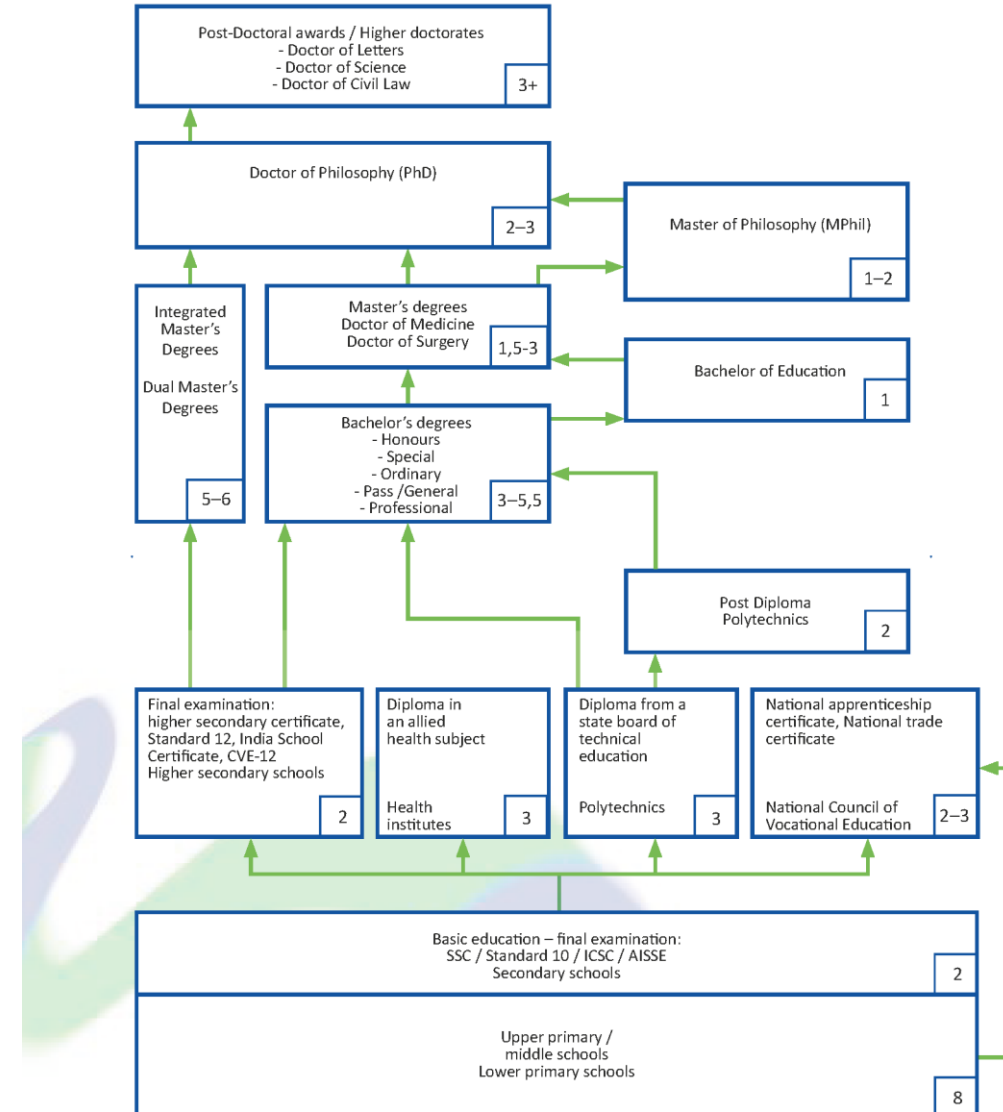 Post-Doctoral awards / Higher doctorates
- Doctor of Letters
- Doctor of Science
- Doctor of Civil Law
3+
Doctor of Philosophy (PhD)
2–3
Master of Philosophy (MPhil)
1–2
Integrated
Master's
Degrees
Dual Master's
Degrees
5–6
Master's degrees
Doctor of Medicine
Doctor of Surgery
1,5-3
Bachelor of Education
1
Bachelor's degrees
- Honours
- Special
- Ordinary
- Pass /General
- Professional
3–5,5
Post Diploma
Polytechnics
2
Final examination:
higher secondary certificate,
Standard 12, India School
Certificate, CVE-12
Higher secondary schools
2
Diploma in
an allied
health subject
Health
institutes
3
Diploma from a
state board of
technical
education
Polytechnics
3
National apprenticeship
certificate, National trade
certificate
National Council of
Vocational Education
2–3
Basic education – final examination:
SSC / Standard 10 / ICSC / AISSE
Secondary schools
2
Upper primary /
middle schools
Lower primary schools
8